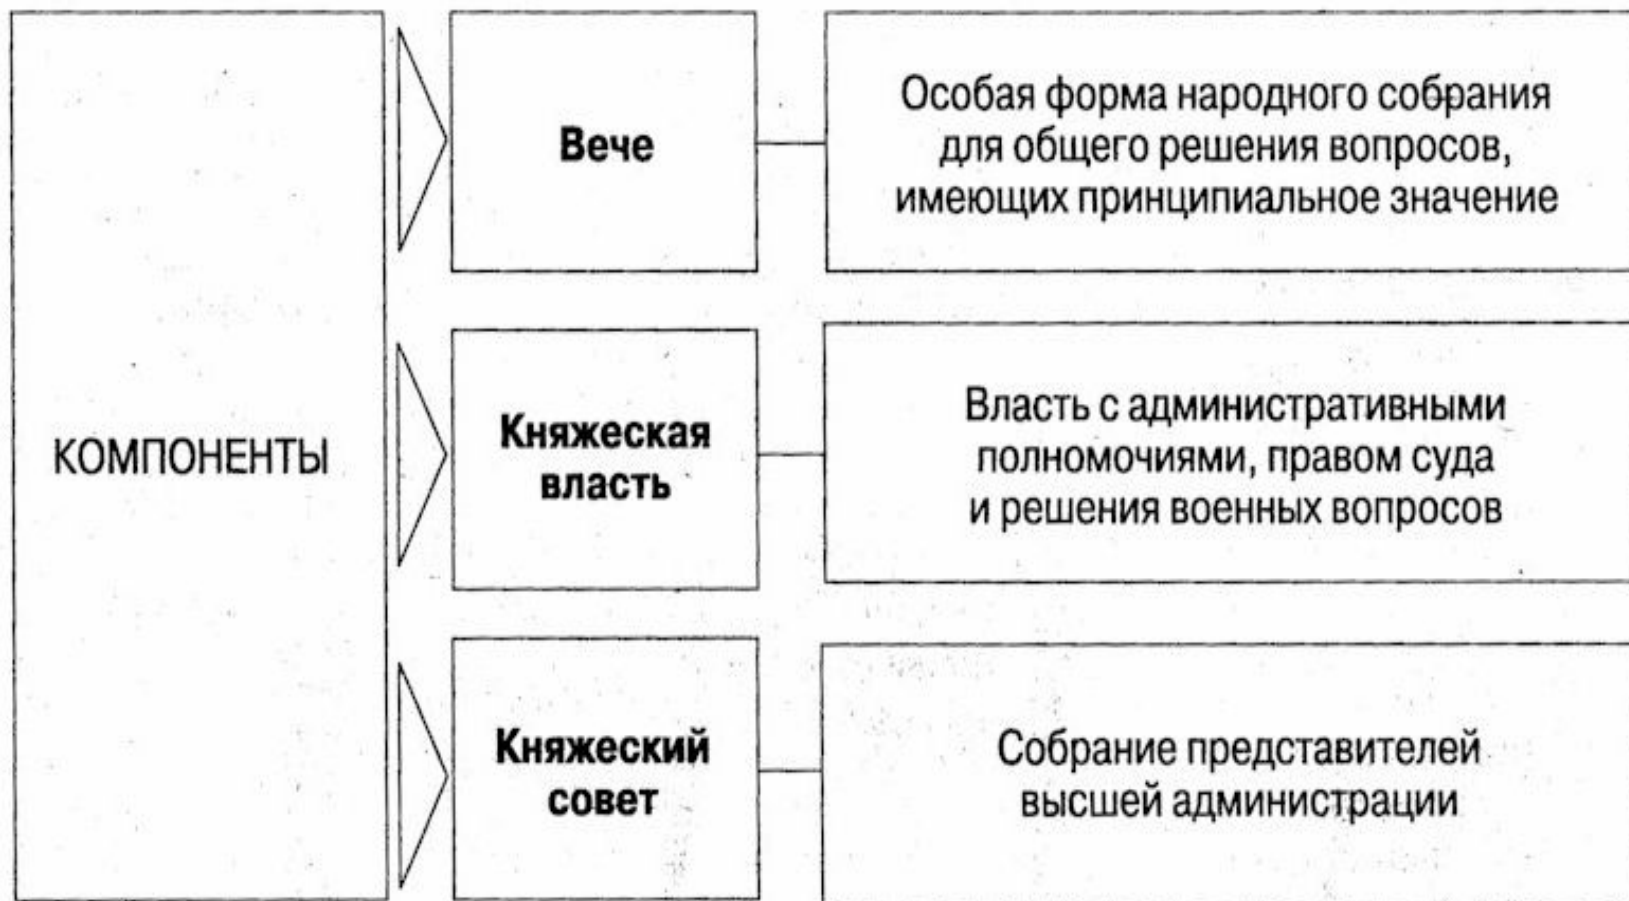 КОМПОНЕНТЫ
Вече
Особая форма народного собрания
для общего решения вопросов,
имеющих принципиальное значение
Княжеская
власть
Власть с административными
полномочиями, правом суда
и решения военных вопросов
Княжеский
совет
Собрание представителей
высшей администрации